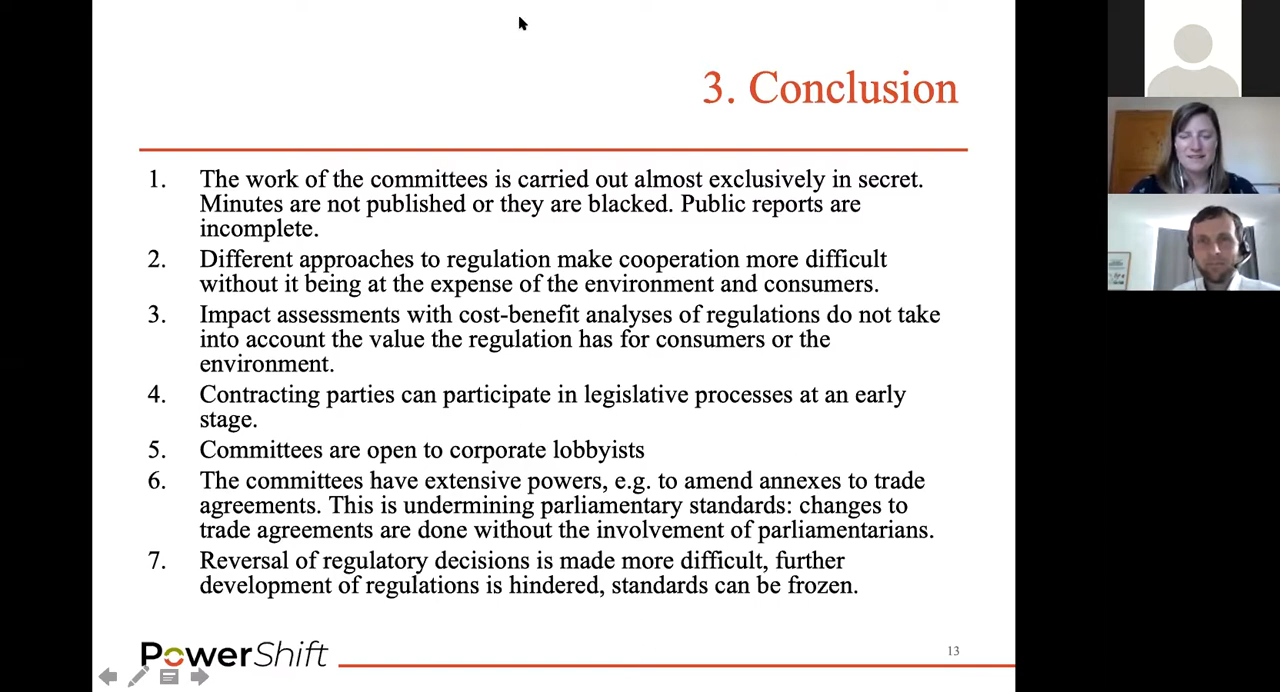 3. Conclusion
1. The work of the committees is carried out almost exclusively in secret.
Minutes are not published or they are blacked. Public reports are
incomplete.
2. Different approaches to regulation make cooperation more difficult
without it being at the expense of the environment and consumers.
3. Impact assessments with cost-benefit analyses of regulations do not take
into account the value the regulation has for consumers or the
environment.
4. Contracting parties can participate in legislative processes at an early
stage.
5. Committees are open to corporate lobbyists
6. The committees have extensive powers, e.g. to amend annexes to trade
agreements. This is undermining parliamentary standards: changes to
trade agreements are done without the involvement of parliamentarians.
7. Reversal of regulatory decisions is made more difficult, further
development of regulations is hindered, standards can be frozen.
PowerShift
13